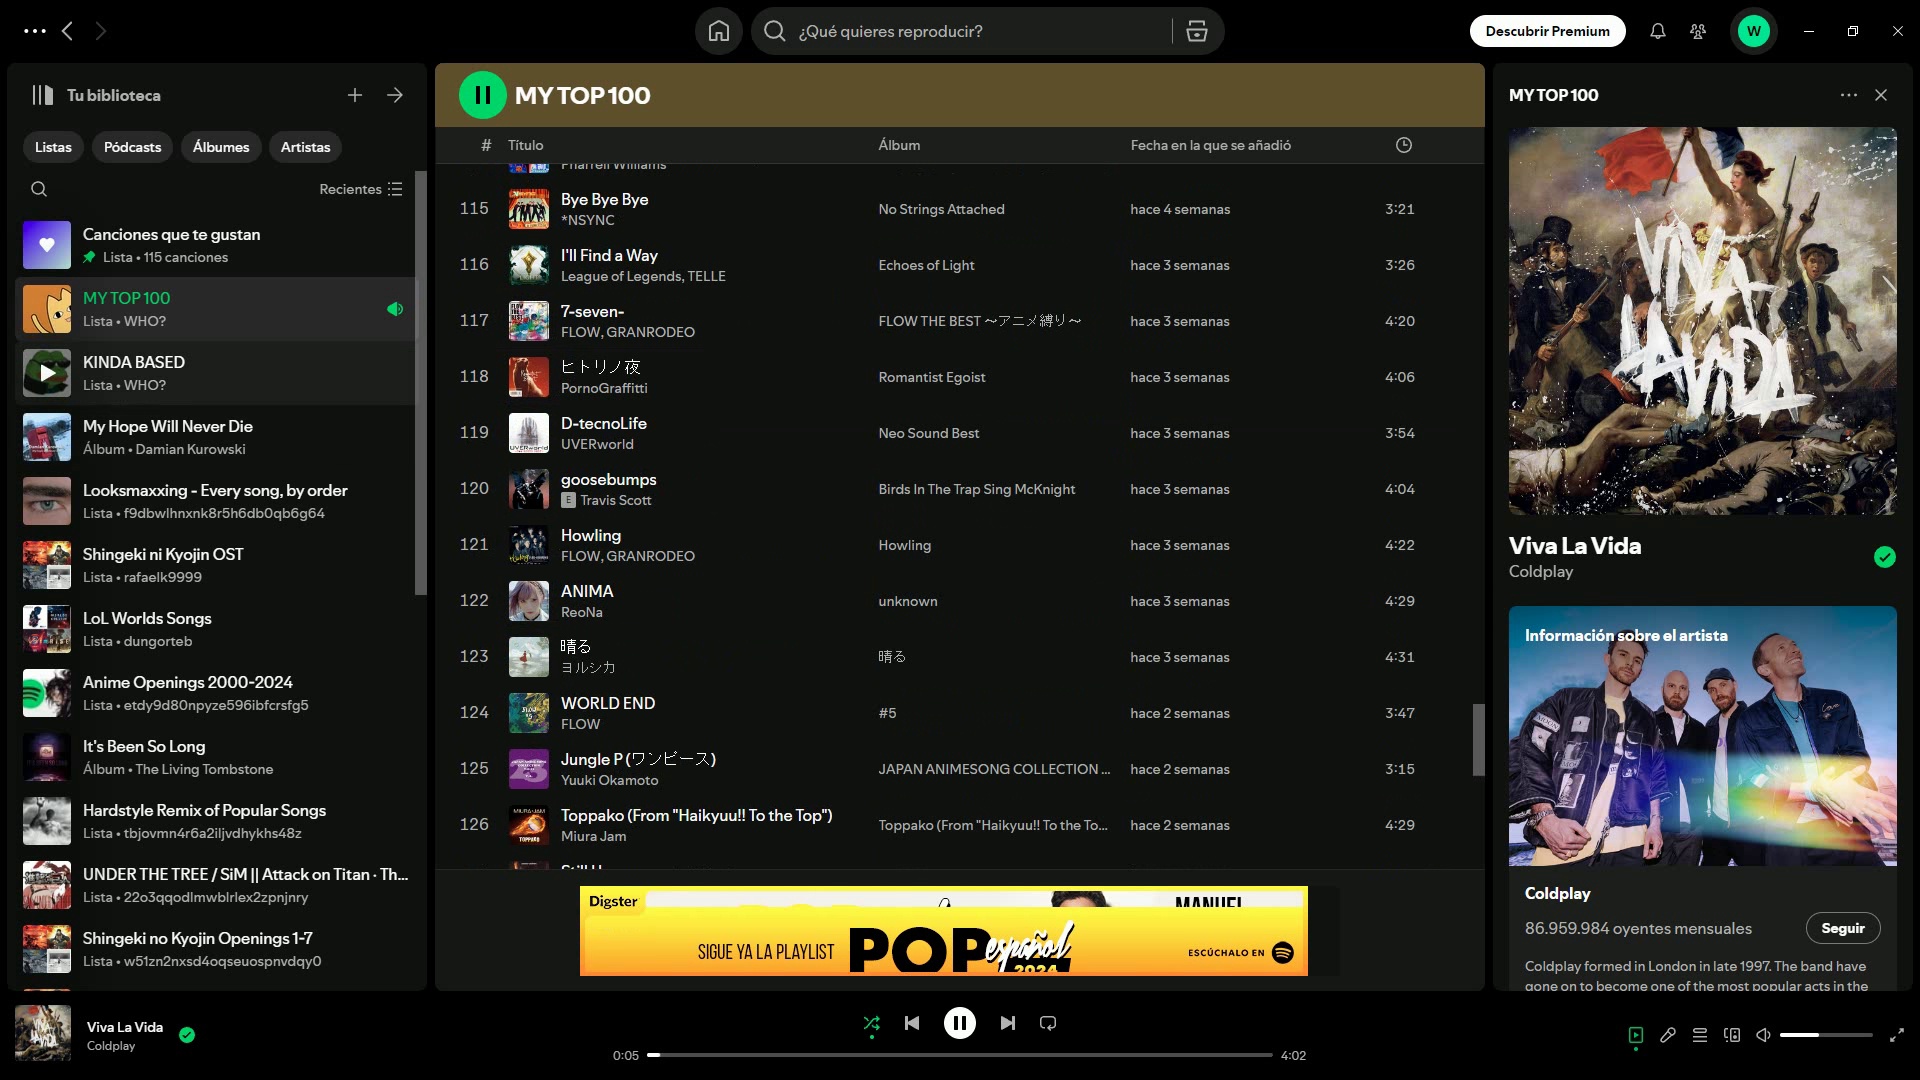 ¿Qué quieres reproducir?
Descubrir Premium
W
Tu biblioteca
Listas
Pódcasts
Álbumes
Artistas
Recientes
Canciones que te gustan
Lista • 115 canciones
MY TOP 100
Lista • WHO?
KINDA BASED
Lista • WHO?
My Hope Will Never Die
Álbum • Damian Kurowski
Looksmaxxing - Every song, by order
Lista • f9dbwlhnxnk8r5h6db0qb6g64
Shingeki ni Kyojin OST
Lista • rafaelk9999
LoL Worlds Songs
Lista • dungorteb
Anime Openings 2000-2024
Lista • etdy9d80npyze596ibfcrsfg5
It's Been So Long
Álbum • The Living Tombstone
Hardstyle Remix of Popular Songs
Lista • tbjovmn4r6a2iljvdhykhs48z
UNDER THE TREE / SiM || Attack on Titan · Th...
Lista • 22o3qqodlmwblrlex2zpnjnry
Shingeki no Kyojin Openings 1-7
Lista • w51zn2nxsd4oqseuospnvdqy0
MY TOP 100
# Título Álbum Fecha en la que se añadió
Pharrell Williams
115 Bye Bye Bye No Strings Attached hace 4 semanas 3:21
*NSYNC
116 I'll Find a Way Echoes of Light hace 3 semanas 3:26
League of Legends, TELLE
117 7-seven- FLOW THE BEST ～アニメ縛り～ hace 3 semanas 4:20
FLOW, GRANRODEO
118 ヒトリノ夜 Romantist Egoist hace 3 semanas 4:06
PornoGraffitti
119 D-tecnoLife Neo Sound Best hace 3 semanas 3:54
UVERworld
120 goosebumps Birds In The Trap Sing McKnight hace 3 semanas 4:04
E Travis Scott
121 Howling Howling hace 3 semanas 4:22
FLOW, GRANRODEO
122 ANIMA unknown hace 3 semanas 4:29
ReoNa
123 晴る 晴る hace 3 semanas 4:31
ヨルシカ
124 WORLD END #5 hace 2 semanas 3:47
FLOW
125 Jungle P (ワンピース) JAPAN ANIMESONG COLLECTION ... hace 2 semanas 3:15
Yuuki Okamoto
126 Toppako (From "Haikyuu!! To the Top") Toppako (From "Haikyuu!! To the To... hace 2 semanas 4:29
Miura Jam
Digster
MANUEL
SIGUE YA LA PLAYLIST POP español 2024 ESCÚCHALO EN
MY TOP 100
VIVA LA VIDA
Viva La Vida
Coldplay
Información sobre el artista
Coldplay
86.959.984 oyentes mensuales
Seguir
Coldplay formed in London in late 1997. The band have
gone on to become one of the most popular acts in the
Viva La Vida
Coldplay
0:05
4:02